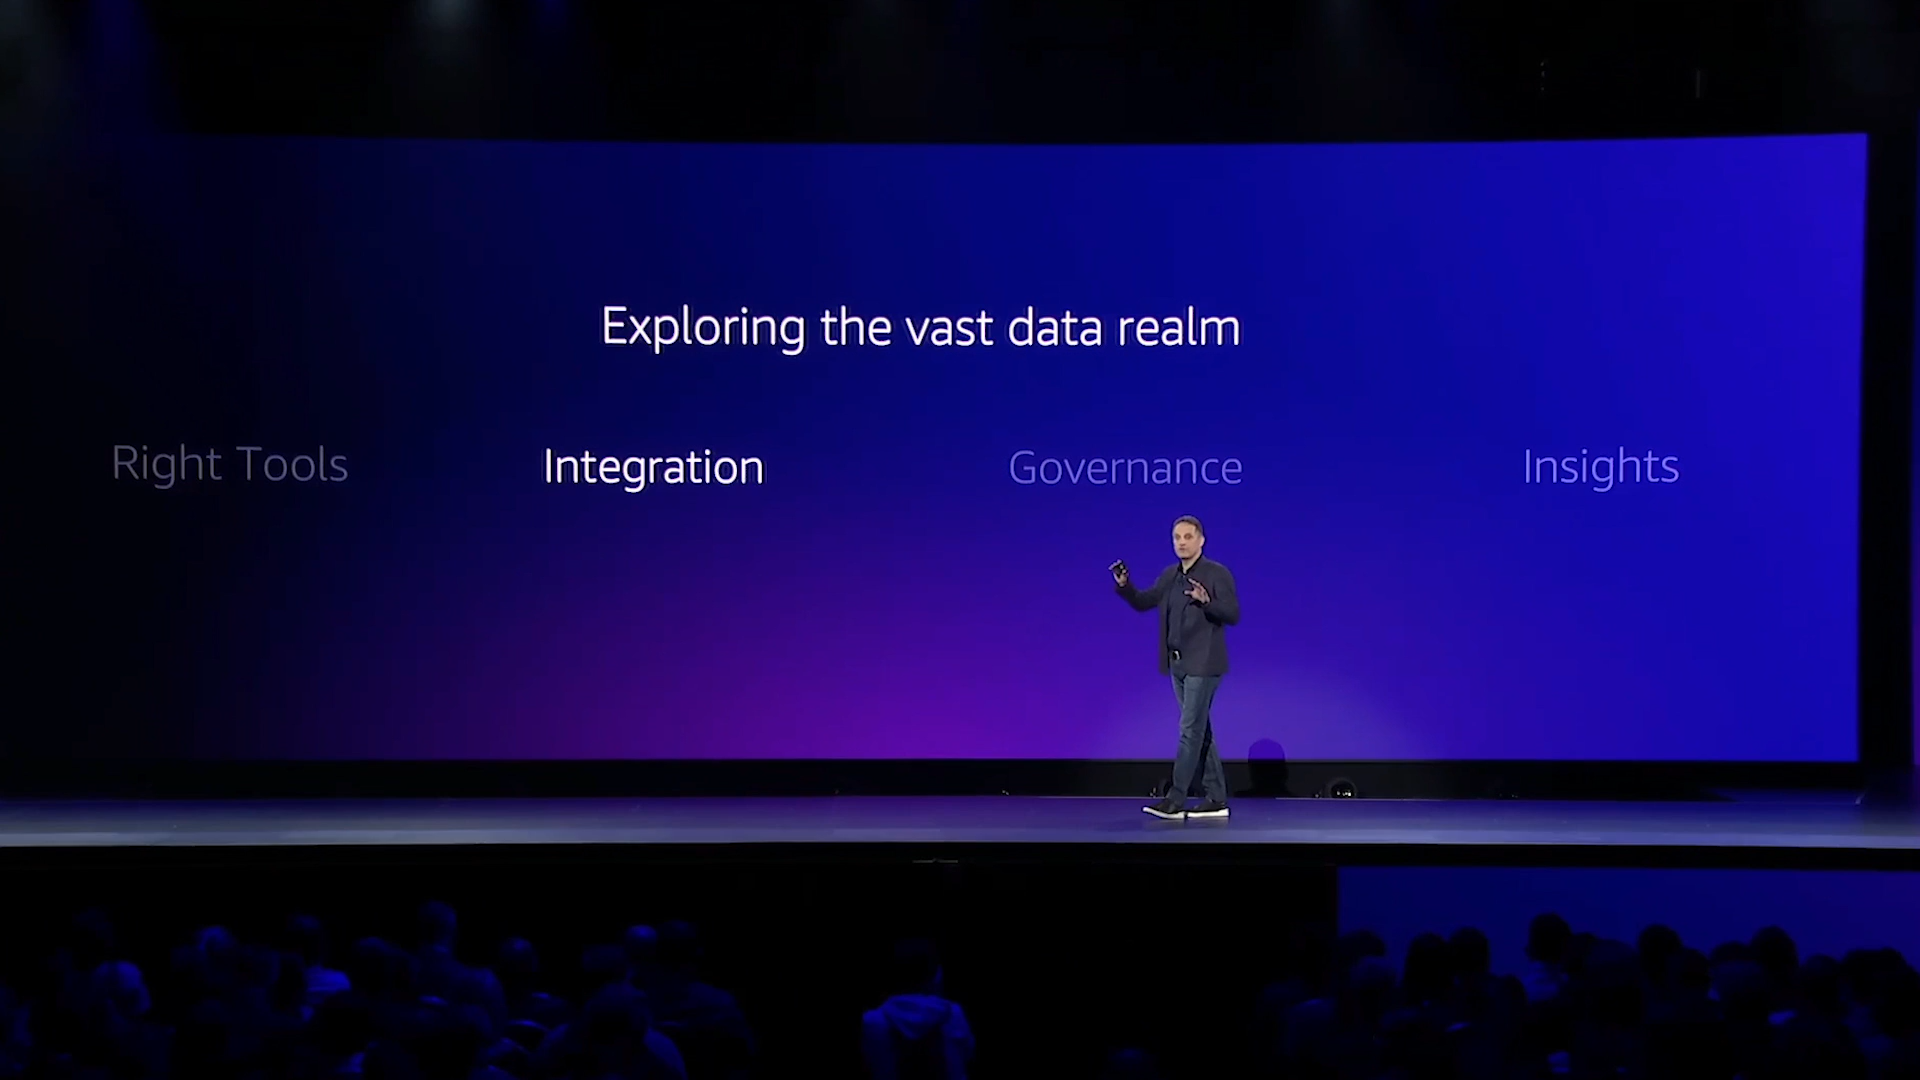 Exploring the vast data realm
Right Tools
Integration
Governance
Insights